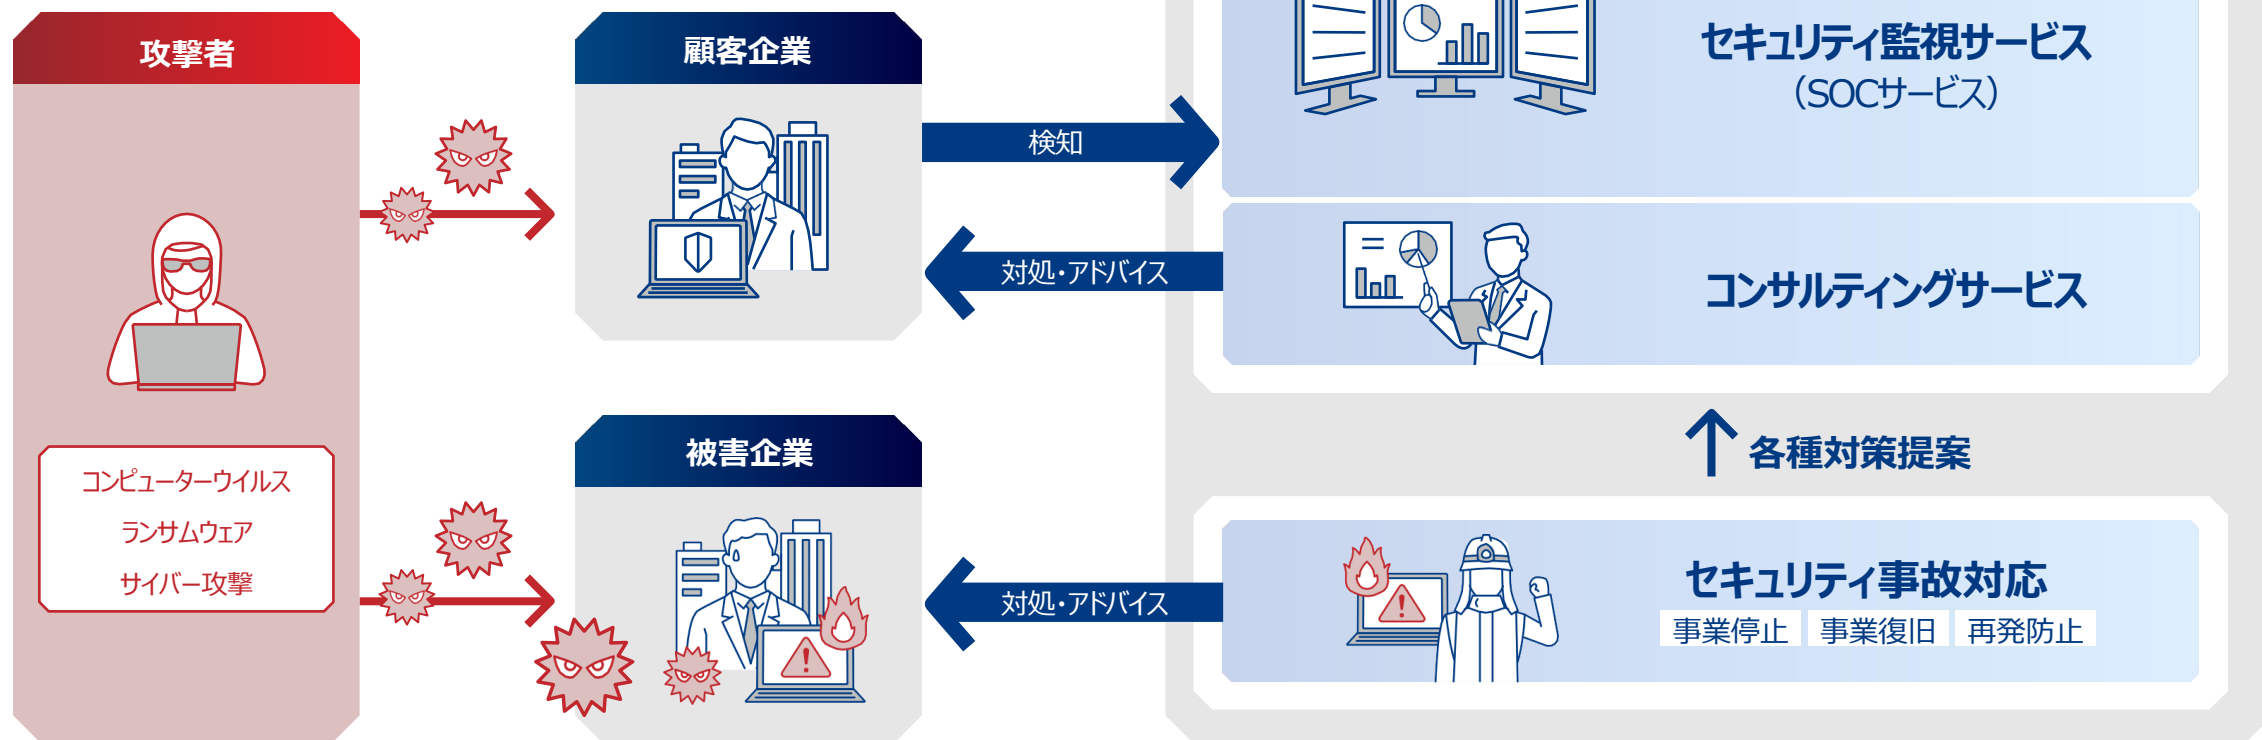 攻撃者
コンピューターウイルス
ランサムウェア
サイバー攻撃
顧客企業
検知
対処・アドバイス
セキュリティ監視サービス
（SOCサービス）
コンサルティングサービス
各種対策提案
被害企業
対処・アドバイス
セキュリティ事故対応
事業停止 事業復旧 再発防止